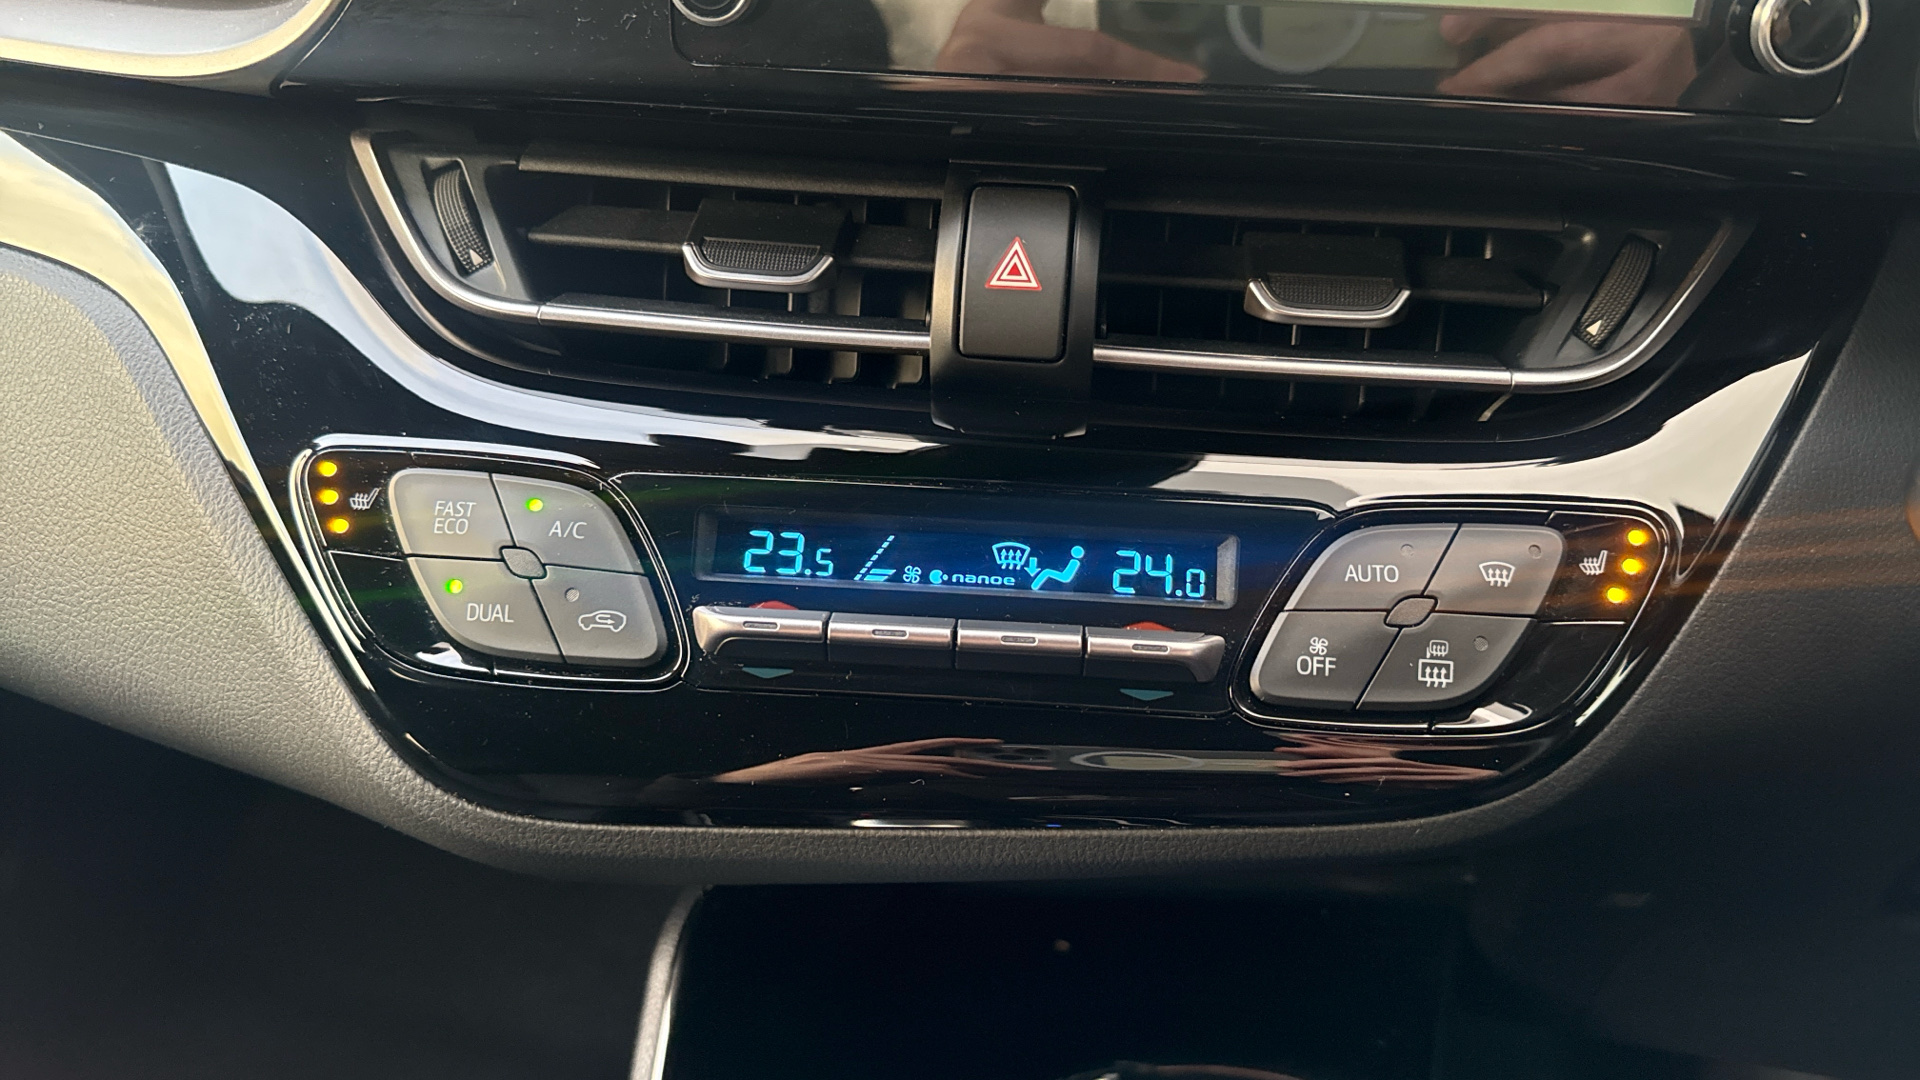 FAST
ECO
A/C
DUAL
23.5
nanoe
24.0
AUTO
OFF